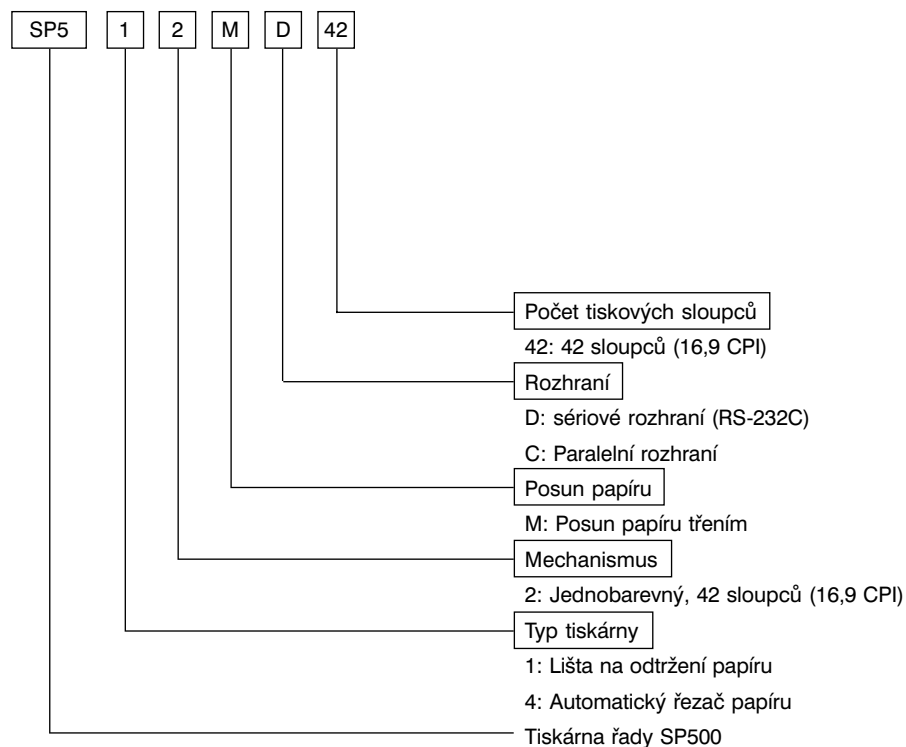 SP5 1 2 M D 42
Počet tiskových sloupců
42: 42 sloupců (16,9 CPI)
Rozhraní
D: sériové rozhraní (RS-232C)
C: Paralelní rozhraní
Posun papíru
M: Posun papíru třením
Mechanismus
2: Jednobarevný, 42 sloupců (16,9 CPI)
Typ tiskárny
1: Lišta na odtržení papíru
4: Automatický řezač papíru
Tiskárna řady SP500